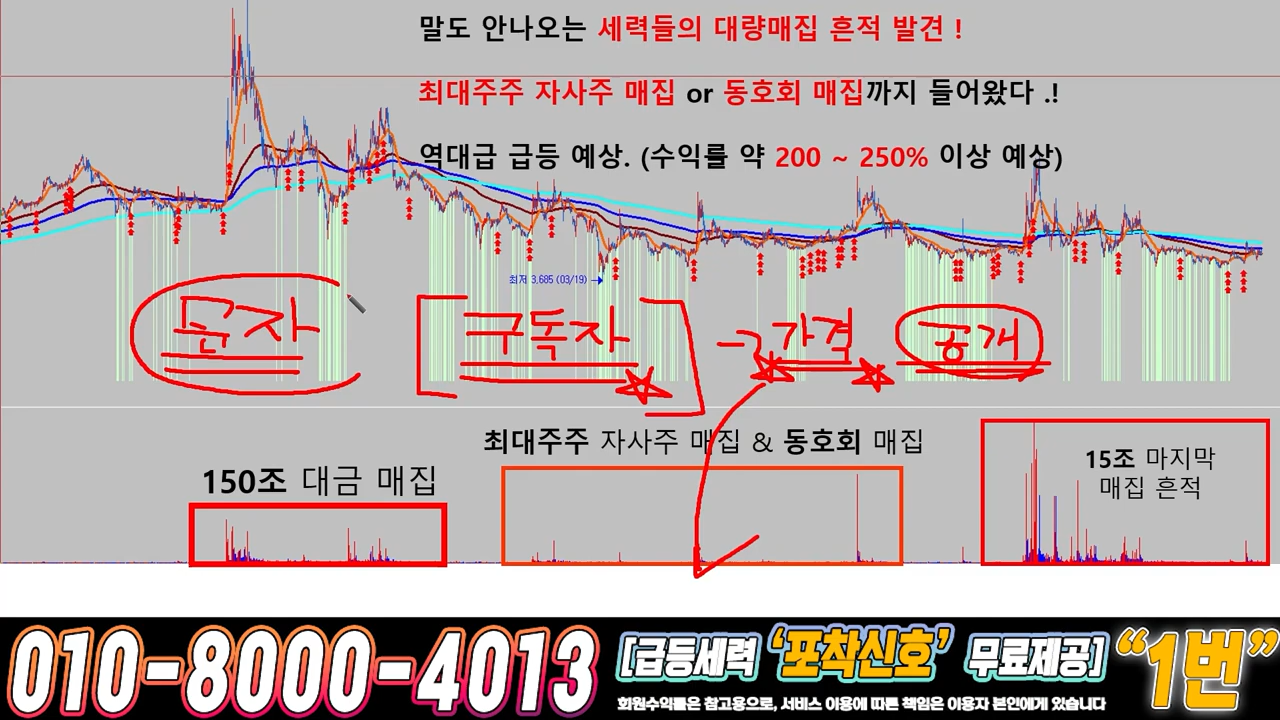 말도 안나오는 세력들의 대량매집 흔적 발견 !
최대주주 자사주 매집 or 동호회 매집까지 들어왔다 .!
역대급 급등 예상. (수익률 약 200 ~ 250% 이상 예상)
최저 3,685 (03/19)
문자
구독자
가격 공개
최대주주 자사주 매집 & 동호회 매집
150조 대금 매집
15조 마지막
매집 흔적
010-8000-4013
[급등세력 '포착신호' 무료제공] "1번"
회원수익률은 참고용으로, 서비스 이용에 따른 책임은 이용자 본인에게 있습니다